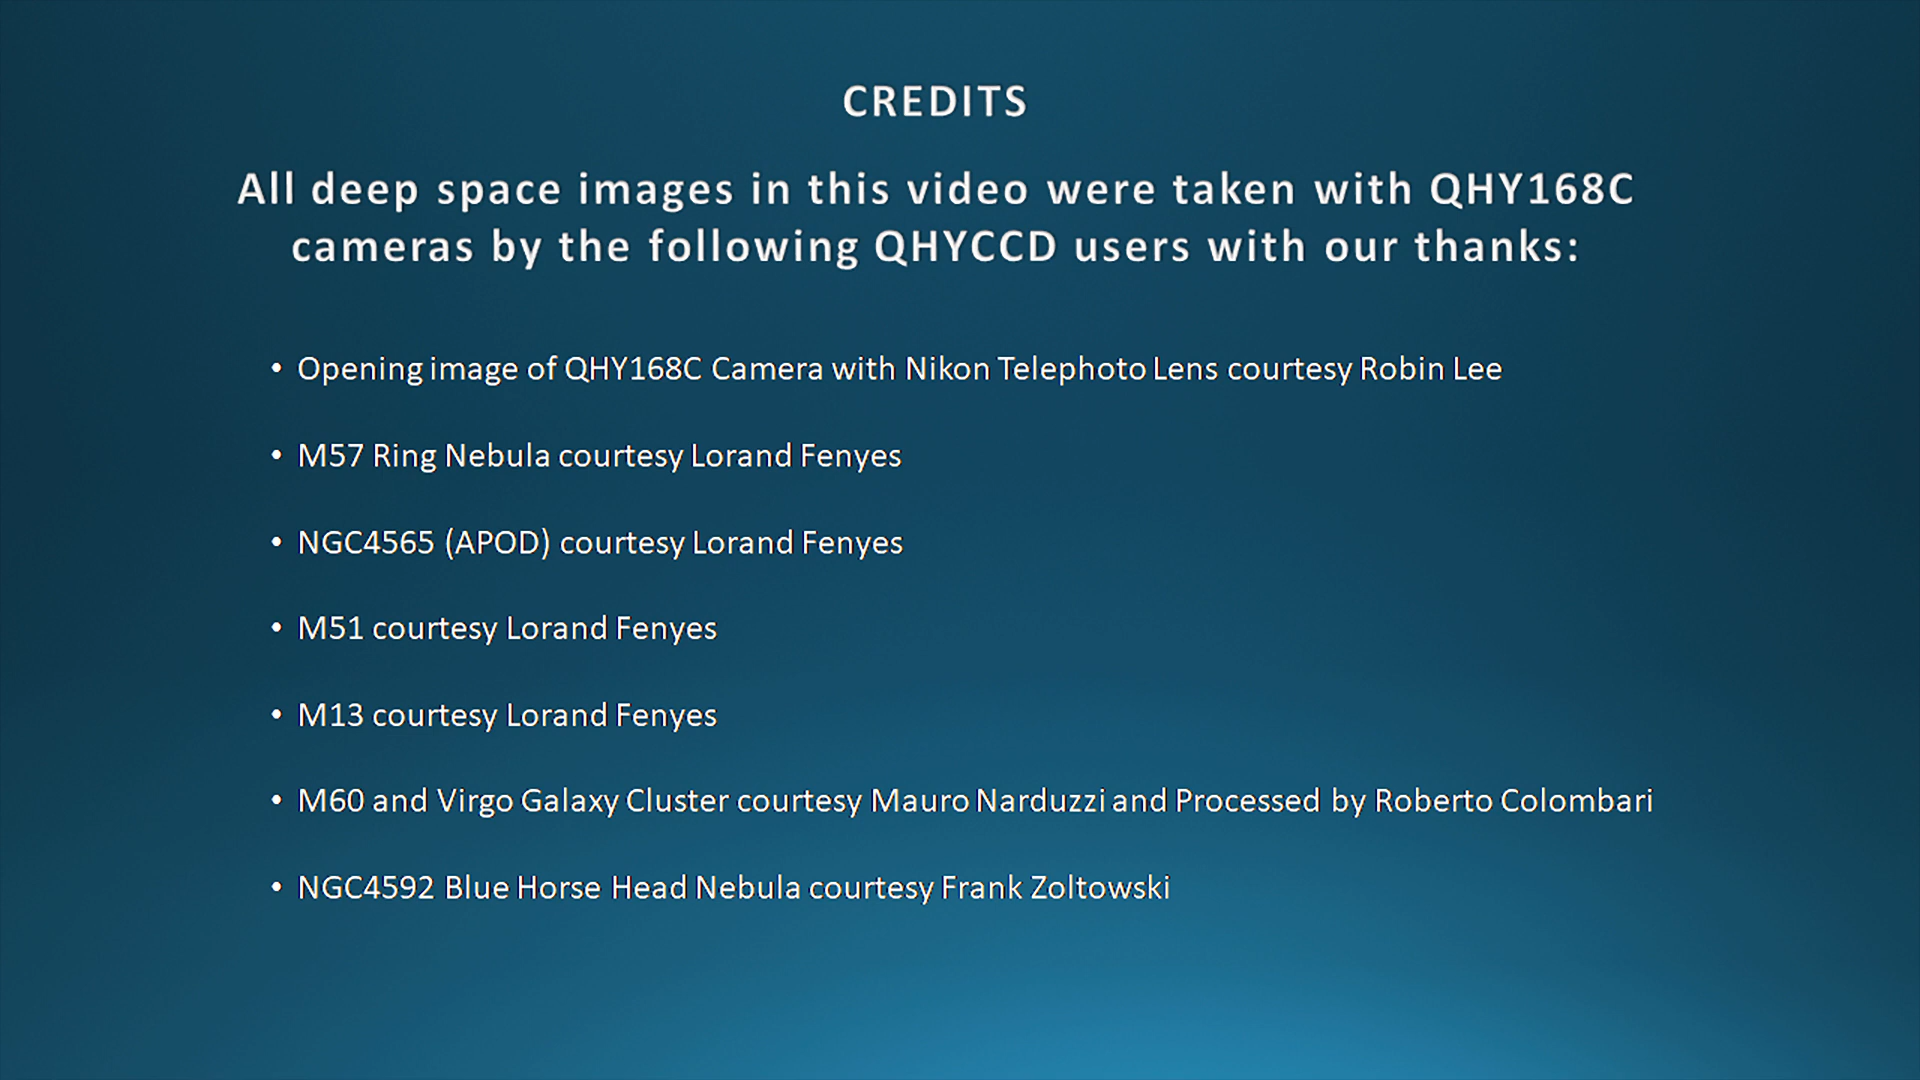 CREDITS
All deep space images in this video were taken with QHY168C
cameras by the following QHYCCD users with our thanks:
• Opening image of QHY168C Camera with Nikon Telephoto Lens courtesy Robin Lee
• M57 Ring Nebula courtesy Lorand Fenyes
• NGC4565 (APOD) courtesy Lorand Fenyes
• M51 courtesy Lorand Fenyes
• M13 courtesy Lorand Fenyes
• M60 and Virgo Galaxy Cluster courtesy Mauro Narduzzi and Processed by Roberto Colombari
• NGC4592 Blue Horse Head Nebula courtesy Frank Zoltowski